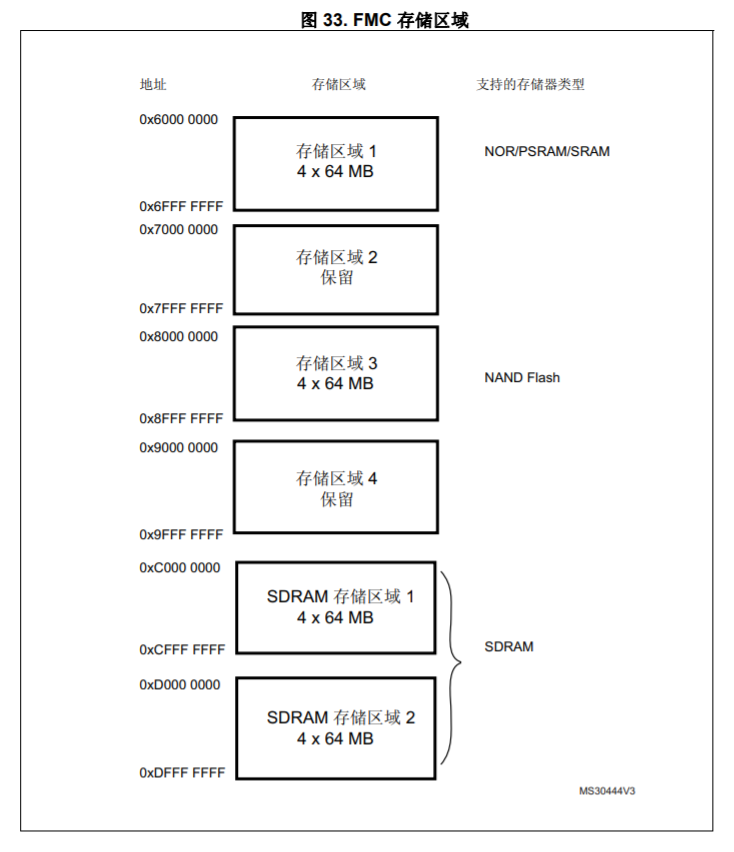 图 33. FMC 存储区域
地址 存储区域 支持的存储器类型
0x6000 0000
存储区域 1
4 x 64 MB
NOR/PSRAM/SRAM
0x6FFF FFFF
0x7000 0000
存储区域 2
保留
0x7FFF FFFF
0x8000 0000
存储区域 3
4 x 64 MB
NAND Flash
0x8FFF FFFF
0x9000 0000
存储区域 4
保留
0x9FFF FFFF
0xC000 0000
SDRAM 存储区域 1
4 x 64 MB
SDRAM
0xCFFF FFFF
0xD000 0000
SDRAM 存储区域 2
4 x 64 MB
0xDFFF FFFF
MS30444V3